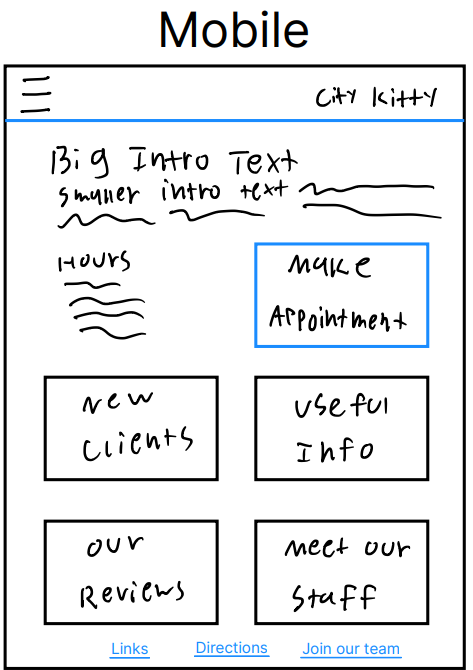 Mobile
City Kitty
Big Intro Text
smaller intro text
Hours
Make
Appointment
New
Clients
Useful
Info
Our
Reviews
Meet our
Staff
Links
Directions
Join our team